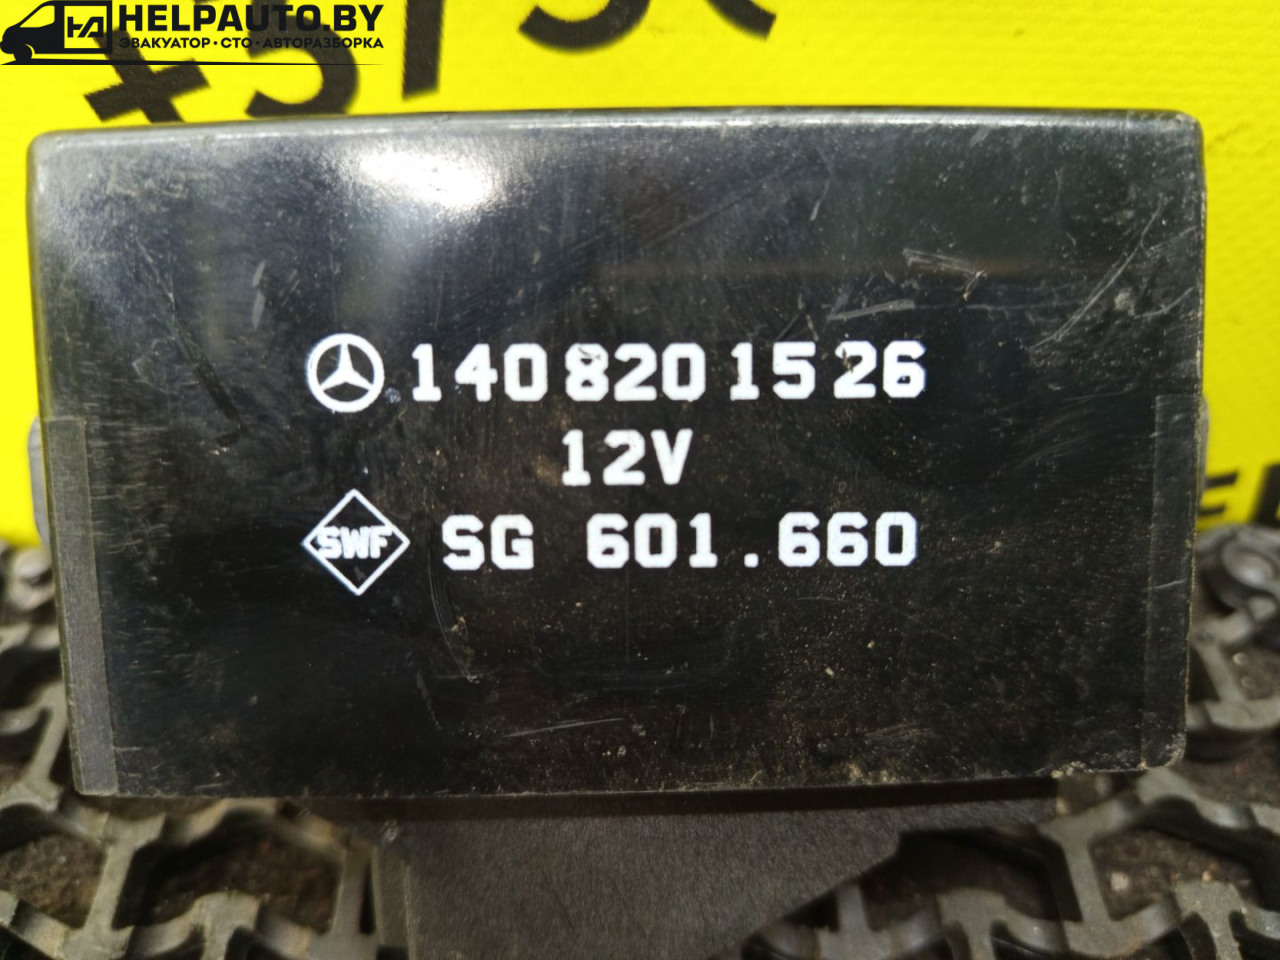 HELPAUTO.BY
ЭВАКУАТОР • СТО • АВТОРАЗБОРКА
140 820 15 26
12V
SWF SG 601.660